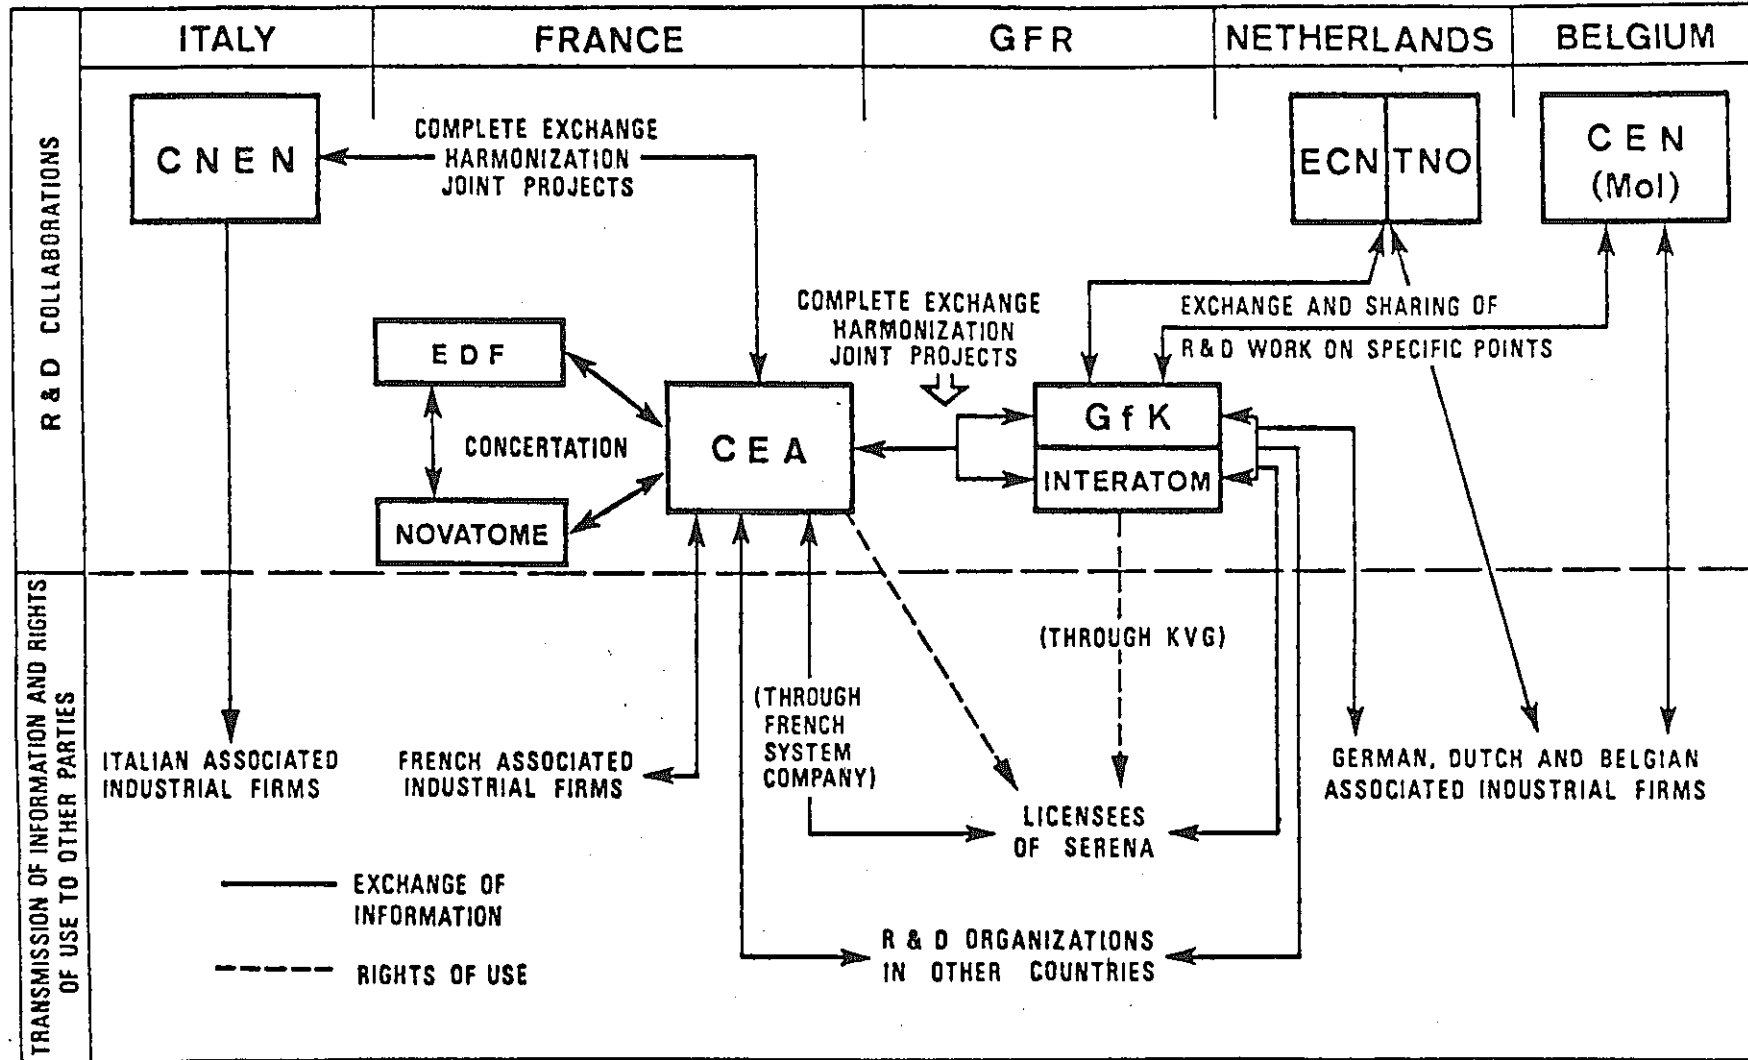 ITALY
FRANCE
GFR
NETHERLANDS
BELGIUM
R & D COLLABORATIONS
CNEN
COMPLETE EXCHANGE
HARMONIZATION
JOINT PROJECTS
ECN
TNO
CEN
(Mol)
EDF
CONCERTATION
NOVATOME
CEA
COMPLETE EXCHANGE
HARMONIZATION
JOINT PROJECTS
EXCHANGE AND SHARING OF
R & D WORK ON SPECIFIC POINTS
GfK
INTERATOM
TRANSMISSION OF INFORMATION AND RIGHTS
OF USE TO OTHER PARTIES
(THROUGH KVG)
(THROUGH
FRENCH
SYSTEM
COMPANY)
ITALIAN ASSOCIATED
INDUSTRIAL FIRMS
FRENCH ASSOCIATED
INDUSTRIAL FIRMS
GERMAN, DUTCH AND BELGIAN
ASSOCIATED INDUSTRIAL FIRMS
LICENSEES
OF SERENA
EXCHANGE OF
INFORMATION
RIGHTS OF USE
R & D ORGANIZATIONS
IN OTHER COUNTRIES